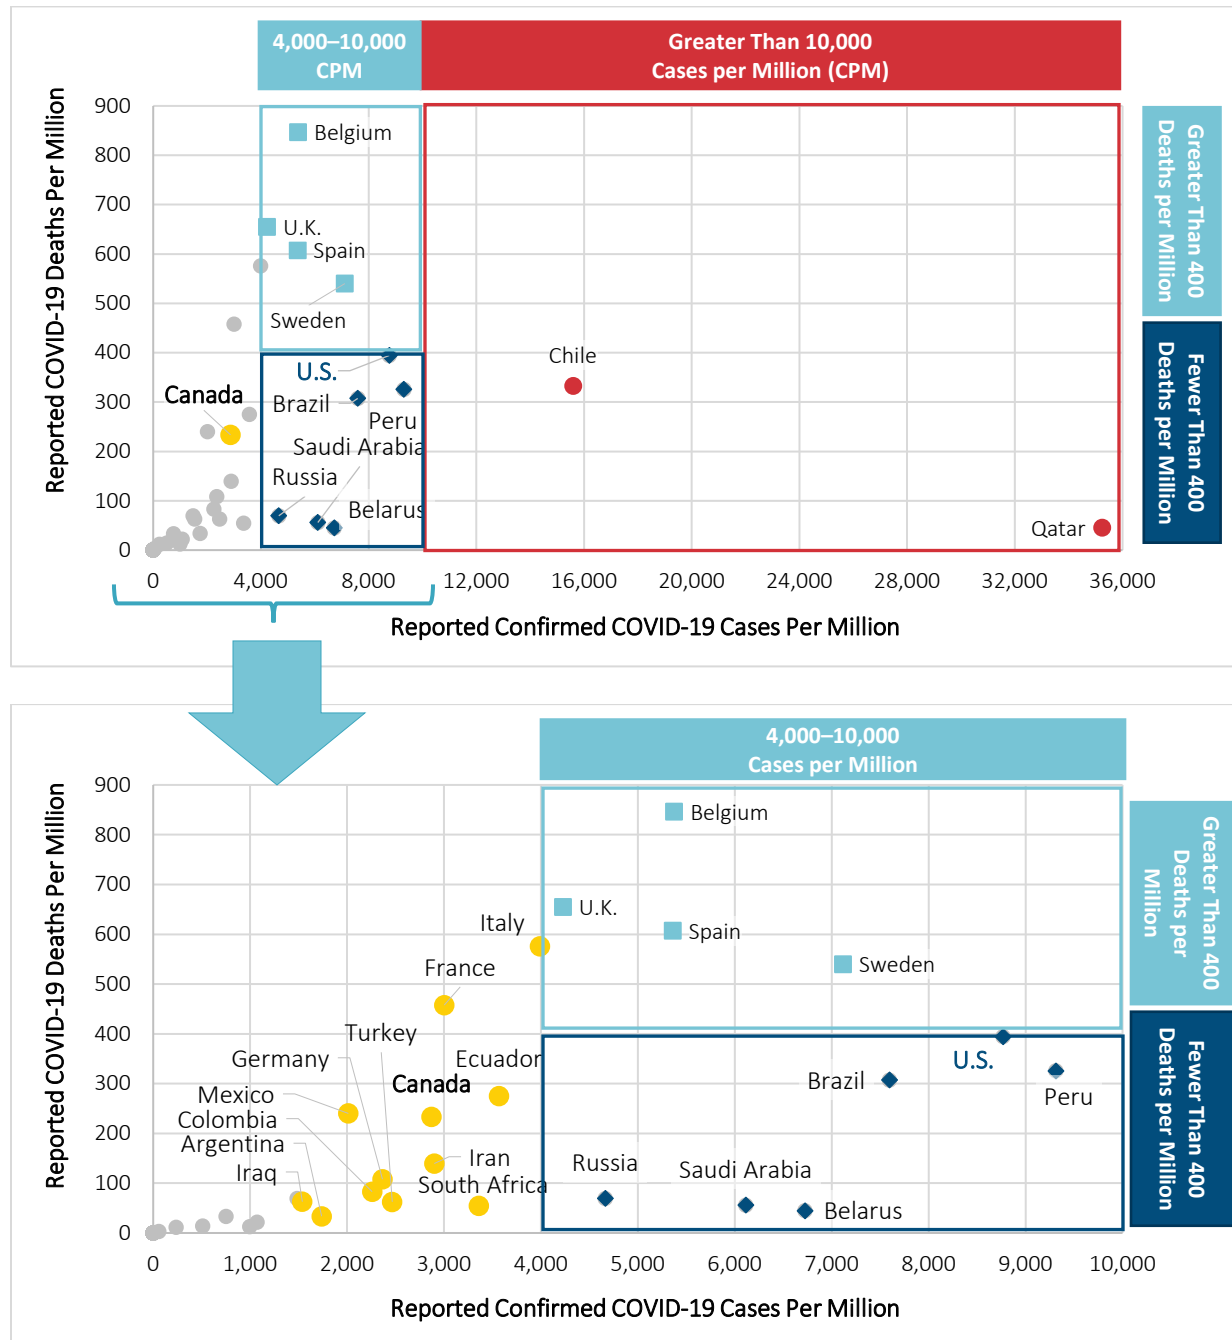 4,000–10,000
CPM
Greater Than 10,000
Cases per Million (CPM)
Reported COVID-19 Deaths Per Million
900
800
700
600
500
400
300
200
100
0
Belgium
U.K.
Spain
Sweden
Canada
U.S.
Brazil
Peru
Saudi Arabia
Russia
Belarus
Chile
Qatar
Greater Than 400
Deaths per Million
Fewer Than 400
Deaths per Million
0
4,000
8,000
12,000
16,000
20,000
24,000
28,000
32,000
36,000
Reported Confirmed COVID-19 Cases Per Million
4,000–10,000
Cases per Million
Reported COVID-19 Deaths Per Million
900
800
700
600
500
400
300
200
100
0
Belgium
U.K.
Italy
Spain
Sweden
France
Turkey
Germany
Ecuador
Canada
Mexico
Colombia
Argentina
Iraq
Iran
South Africa
U.S.
Brazil
Peru
Russia
Saudi Arabia
Belarus
Greater Than 400
Deaths per
Million
Fewer Than 400
Deaths per Million
0
1,000
2,000
3,000
4,000
5,000
6,000
7,000
8,000
9,000
10,000
Reported Confirmed COVID-19 Cases Per Million